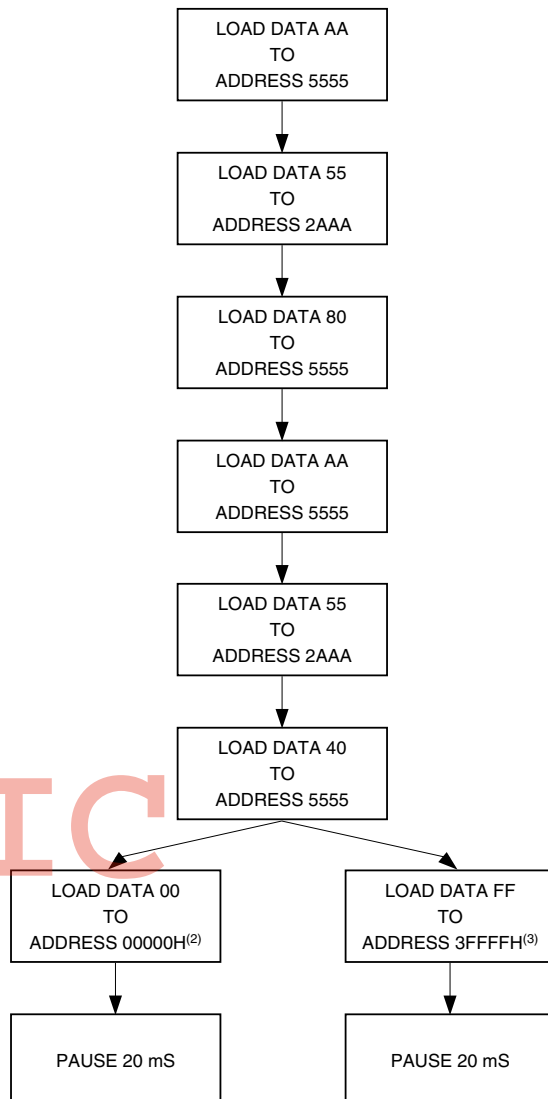 LOAD DATA AA
TO
ADDRESS 5555
LOAD DATA 55
TO
ADDRESS 2AAA
LOAD DATA 80
TO
ADDRESS 5555
LOAD DATA AA
TO
ADDRESS 5555
LOAD DATA 55
TO
ADDRESS 2AAA
LOAD DATA 40
TO
ADDRESS 5555
IC
LOAD DATA 00
TO
ADDRESS 00000H(2)
LOAD DATA FF
TO
ADDRESS 3FFFFH(3)
PAUSE 20 mS
PAUSE 20 mS